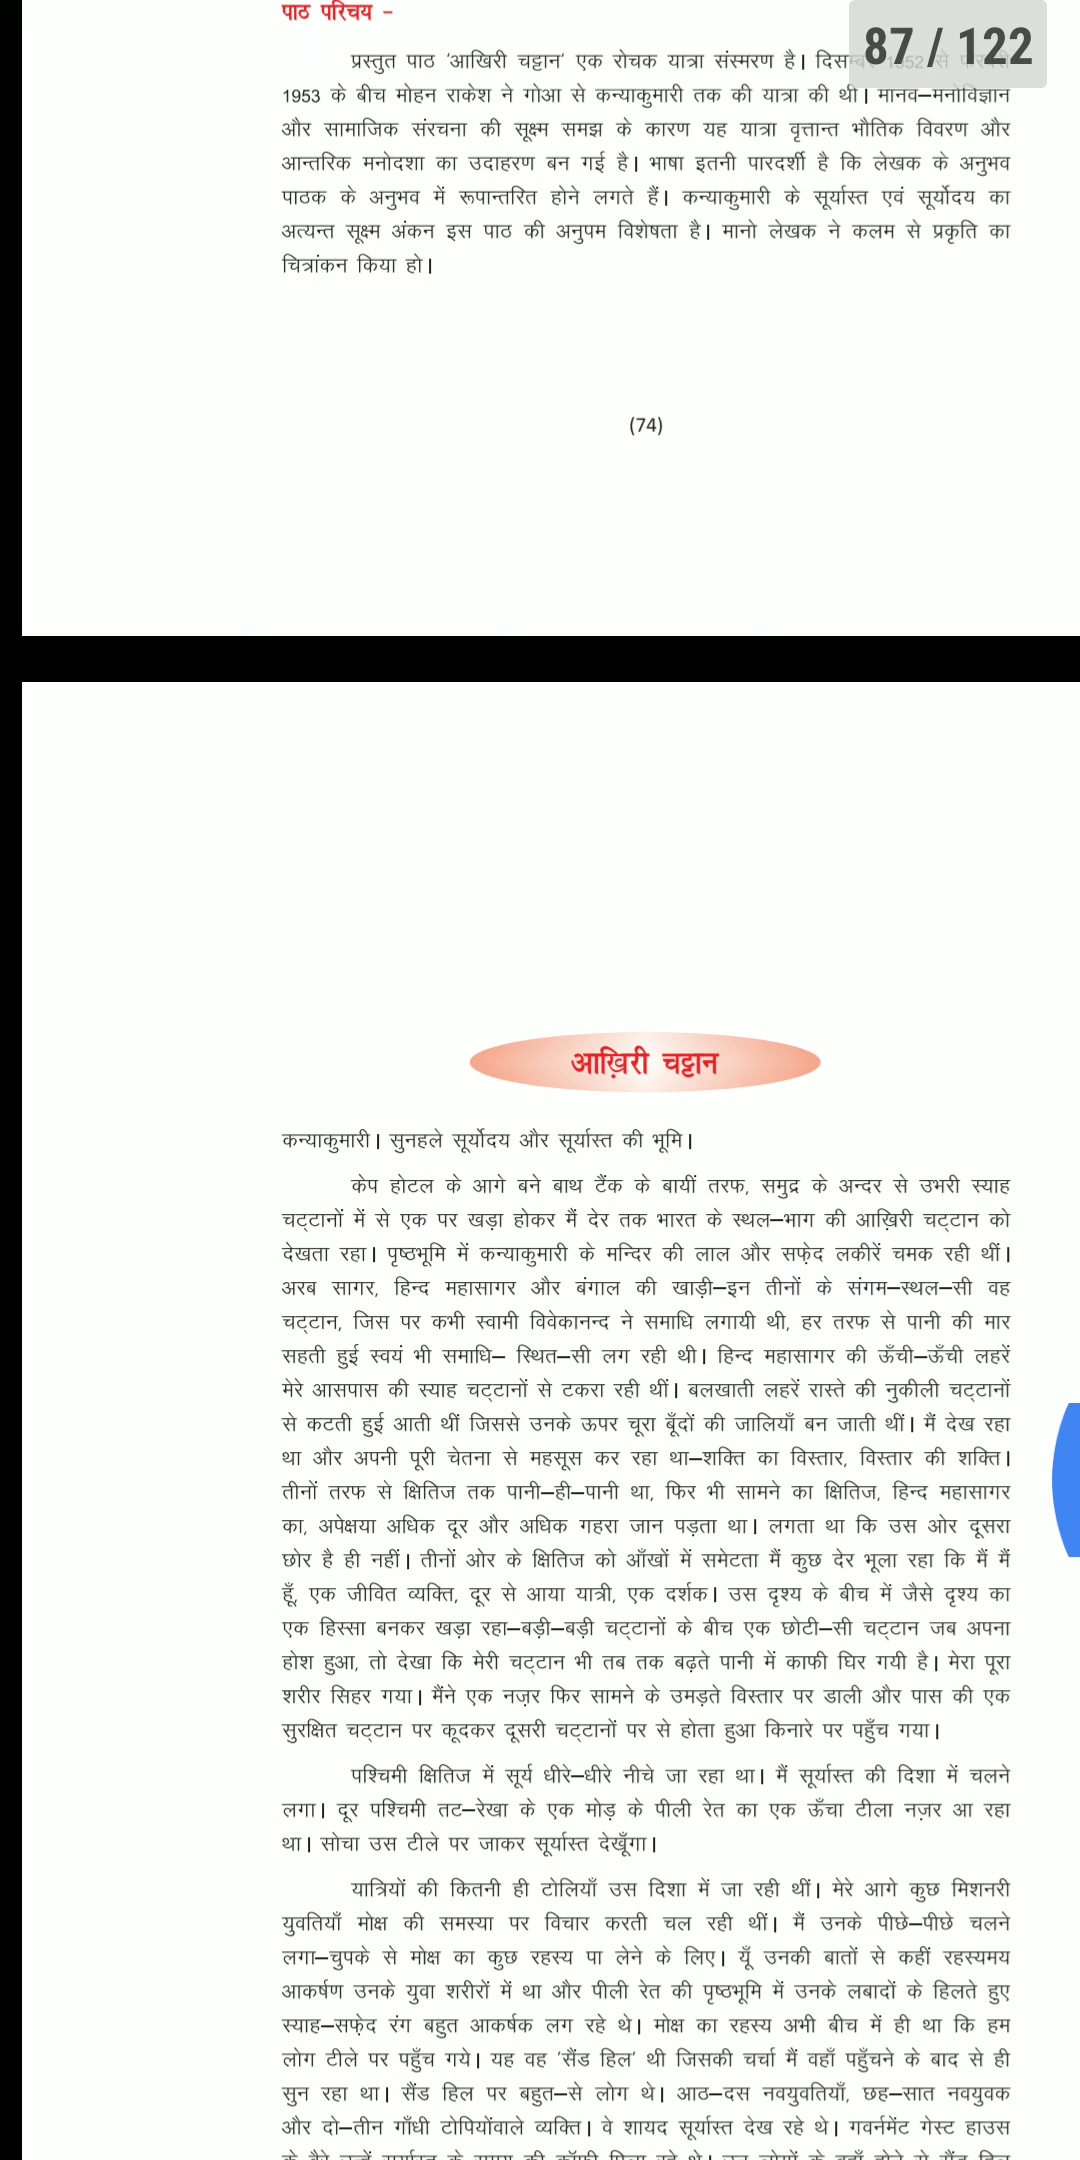 पाठ परिचय -
87 / 122
प्रस्तुत पाठ 'आखिरी चट्टान' एक रोचक यात्रा संस्मरण है। दिसम्बर 1952 से फरवरी
1953 के बीच मोहन राकेश ने गोआ से कन्याकुमारी तक की यात्रा की थी। मानव–मनोविज्ञान
और सामाजिक संरचना की सूक्ष्म समझ के कारण यह यात्रा वृत्तान्त भौतिक विवरण और
आन्तरिक मनोदशा का उदाहरण बन गई है। भाषा इतनी पारदर्शी है कि लेखक के अनुभव
पाठक के अनुभव में रूपान्तरित होने लगते हैं। कन्याकुमारी के सूर्यास्त एवं सूर्योदय का
अत्यन्त सूक्ष्म अंकन इस पाठ की अनुपम विशेषता है। मानो लेखक ने कलम से प्रकृति का
चित्रांकन किया हो।
(74)
आख़िरी चट्टान
कन्याकुमारी। सुनहले सूर्योदय और सूर्यास्त की भूमि।
केप होटल के आगे बने बाथ टैंक के बायीं तरफ, समुद्र के अन्दर से उभरी स्याह
चट्टानों में से एक पर खड़ा होकर मैं देर तक भारत के स्थल–भाग की आख़िरी चट्टान को
देखता रहा। पृष्ठभूमि में कन्याकुमारी के मन्दिर की लाल और सफ़ेद लकीरें चमक रही थीं।
अरब सागर, हिन्द महासागर और बंगाल की खाड़ी–इन तीनों के संगम–स्थल–सी वह
चट्टान, जिस पर कभी स्वामी विवेकानन्द ने समाधि लगायी थी, हर तरफ से पानी की मार
सहती हुई स्वयं भी समाधि– स्थित–सी लग रही थी। हिन्द महासागर की ऊँची–ऊँची लहरें
मेरे आसपास की स्याह चट्टानों से टकरा रही थीं। बलखाती लहरें रास्ते की नुकीली चट्टानों
से कटती हुई आती थीं जिससे उनके ऊपर चूरा बूँदों की जालियाँ बन जाती थीं। मैं देख रहा
था और अपनी पूरी चेतना से महसूस कर रहा था–शक्ति का विस्तार, विस्तार की शक्ति।
तीनों तरफ से क्षितिज तक पानी–ही–पानी था, फिर भी सामने का क्षितिज, हिन्द महासागर
का, अपेक्षया अधिक दूर और अधिक गहरा जान पड़ता था। लगता था कि उस ओर दूसरा
छोर है ही नहीं। तीनों ओर के क्षितिज को आँखों में समेटता मैं कुछ देर भूला रहा कि मैं मैं
हूँ, एक जीवित व्यक्ति, दूर से आया यात्री, एक दर्शक। उस दृश्य के बीच में जैसे दृश्य का
एक हिस्सा बनकर खड़ा रहा–बड़ी–बड़ी चट्टानों के बीच एक छोटी–सी चट्टान जब अपना
होश हुआ, तो देखा कि मेरी चट्टान भी तब तक बढ़ते पानी में काफी घिर गयी है। मेरा पूरा
शरीर सिहर गया। मैंने एक नज़र फिर सामने के उमड़ते विस्तार पर डाली और पास की एक
सुरक्षित चट्टान पर कूदकर दूसरी चट्टानों पर से होता हुआ किनारे पर पहुँच गया।
पश्चिमी क्षितिज में सूर्य धीरे–धीरे नीचे जा रहा था। मैं सूर्यास्त की दिशा में चलने
लगा। दूर पश्चिमी तट–रेखा के एक मोड़ के पीली रेत का एक ऊँचा टीला नज़र आ रहा
था। सोचा उस टीले पर जाकर सूर्यास्त देखूँगा।
यात्रियों की कितनी ही टोलियाँ उस दिशा में जा रही थीं। मेरे आगे कुछ मिशनरी
युवतियाँ मोक्ष की समस्या पर विचार करती चल रही थीं। मैं उनके पीछे–पीछे चलने
लगा–चुपके से मोक्ष का कुछ रहस्य पा लेने के लिए। यूँ उनकी बातों से कहीं रहस्यमय
आकर्षण उनके युवा शरीरों में था और पीली रेत की पृष्ठभूमि में उनके लबादों के हिलते हुए
स्याह–सफ़ेद रंग बहुत आकर्षक लग रहे थे। मोक्ष का रहस्य अभी बीच में ही था कि हम
लोग टीले पर पहुँच गये। यह वह 'सैंड हिल' थी जिसकी चर्चा मैं वहाँ पहुँचने के बाद से ही
सुन रहा था। सैंड हिल पर बहुत–से लोग थे। आठ–दस नवयुवतियाँ, छह–सात नवयुवक
और दो–तीन गाँधी टोपियोंवाले व्यक्ति। वे शायद सूर्यास्त देख रहे थे। गवर्नमेंट गेस्ट हाउस